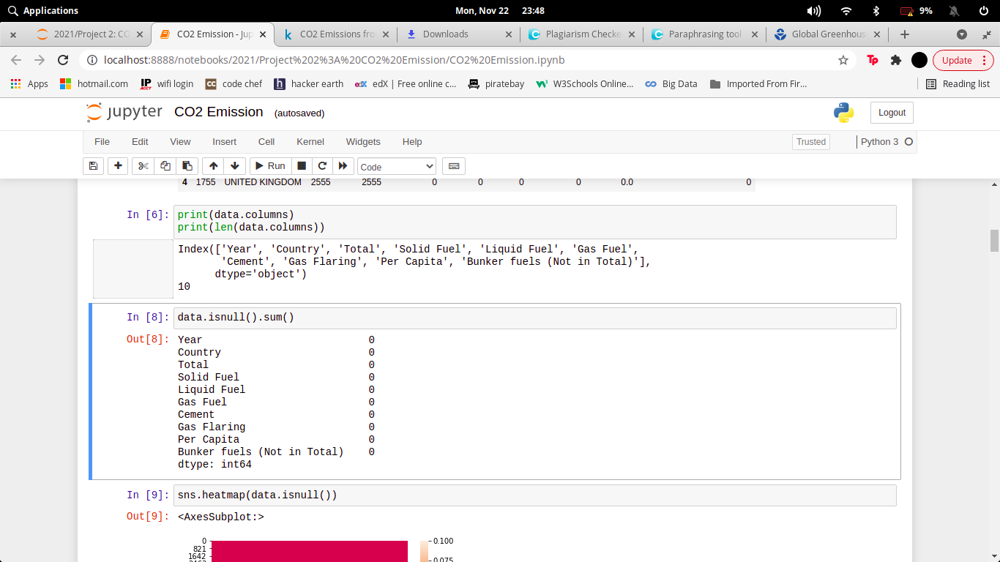 Applications
Mon, Nov 22 23:48
9%
2021/Project 2: CO
CO2 Emission - Jup
CO2 Emissions fro
Downloads
Plagiarism Checke
Paraphrasing tool
Global Greenhous
localhost:8888/notebooks/2021/Project%202%3A%20CO2%20Emission/CO2%20Emission.ipynb
Tp
Update
Apps
hotmail.com
wifi login
code chef
hacker earth
edX | Free online c...
piratebay
W3Schools Online...
Big Data
Imported From Fir...
Reading list
jupyter CO2 Emission (autosaved)
Logout
File Edit View Insert Cell Kernel Widgets Help
Trusted
Python 3
Run
Code
4 1755 UNITED KINGDOM 2555 2555 0 0 0 0 0.0 0
In [6]: print(data.columns)
print(len(data.columns))
Index(['Year', 'Country', 'Total', 'Solid Fuel', 'Liquid Fuel', 'Gas Fuel',
'Cement', 'Gas Flaring', 'Per Capita', 'Bunker fuels (Not in Total)'],
dtype='object')
10
In [8]: data.isnull().sum()
Out[8]: Year 0
Country 0
Total 0
Solid Fuel 0
Liquid Fuel 0
Gas Fuel 0
Cement 0
Gas Flaring 0
Per Capita 0
Bunker fuels (Not in Total) 0
dtype: int64
In [9]: sns.heatmap(data.isnull())
Out[9]: <AxesSubplot:>
0
821
1642
0.100
0.075